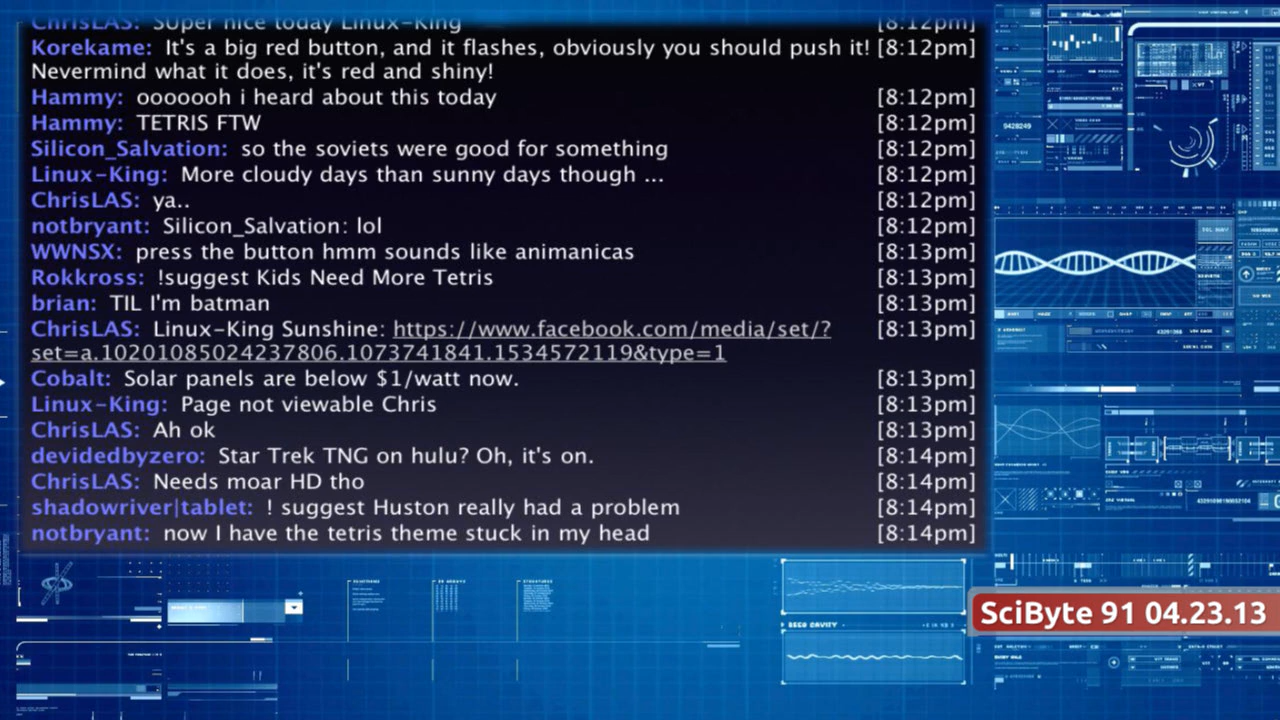 ChrisLAS: Super nice today Linux-King
Korekame: It's a big red button, and it flashes, obviously you should push it! [8:12pm]
Nevermind what it does, it's red and shiny!
Hammy: ooooooh i heard about this today [8:12pm]
Hammy: TETRIS FTW [8:12pm]
Silicon_Salvation: so the sovits were good for something [8:12pm]
Linux-King: More cloudy days than sunny days though ... [8:12pm]
ChrisLAS: ya.. [8:12pm]
notbryant: Silicon_Salvation: lol [8:12pm]
WWNSX: press the button hmm sounds like animanicas [8:13pm]
Rokkross: !suggest Kids Need More Tetris [8:13pm]
brian: TIL I'm batman [8:13pm]
ChrisLAS: Linux-King Sunshine: https://www.facebook.com/media/set/? [8:13pm]
set=a.10201085024237806.1073741841.1534572119&type=1
Cobalt: Solar panels are below $1/watt now. [8:13pm]
Linux-King: Page not viewable Chris [8:13pm]
ChrisLAS: Ah ok [8:13pm]
devidedbyzero: Star Trek TNG on hulu? Oh, it's on. [8:14pm]
ChrisLAS: Needs moar HD tho [8:14pm]
shadowriver|tablet: ! suggest Huston really had a problem [8:14pm]
notbryant: now I have the tetris theme stuck in my head [8:14pm]
9428249
SciByte 91 04.23.13